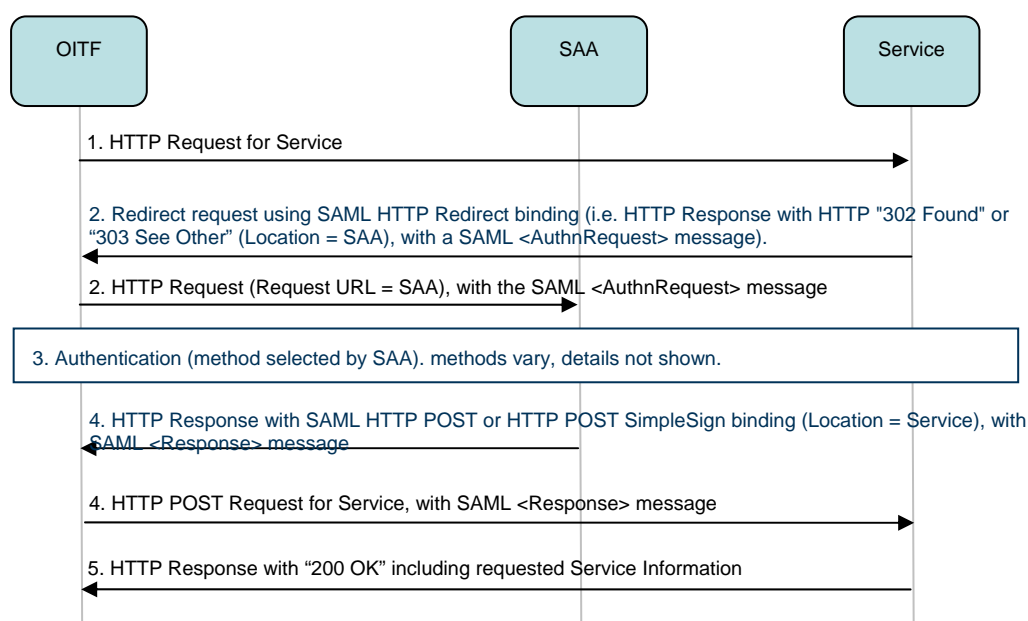 OITF
SAA
Service
1. HTTP Request for Service
2. Redirect request using SAML HTTP Redirect binding (i.e. HTTP Response with HTTP "302 Found" or
“303 See Other” (Location = SAA), with a SAML <AuthnRequest> message).
2. HTTP Request (Request URL = SAA), with the SAML <AuthnRequest> message
3. Authentication (method selected by SAA). methods vary, details not shown.
4. HTTP Response with SAML HTTP POST or HTTP POST SimpleSign binding (Location = Service), with
SAML <Response> message
4. HTTP POST Request for Service, with SAML <Response> message
5. HTTP Response with “200 OK” including requested Service Information